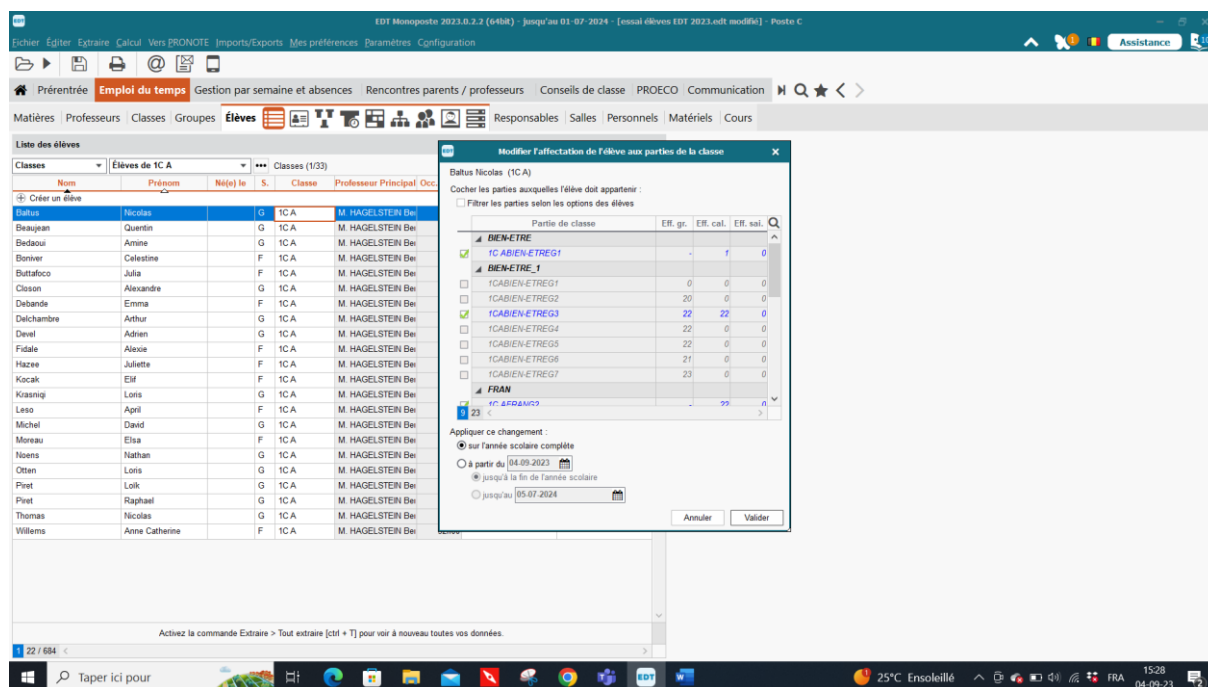 EDT Monoposte 2023.0.2.2 (64bit) - jusqu'au 01-07-2024 - [essai élèves EDT 2023.edt modifié] - Poste C
Fichier Éditer Extraire Calcul Vers PRONOTE Imports/Exports Mes préférences Paramètres Configuration
1 Assistance
Prérentrée Emploi du temps Gestion par semaine et absences Rencontres parents / professeurs Conseils de classe PROECO Communication
Matières Professeurs Classes Groupes Élèves Responsables Salles Personnels Matériels Cours
Liste des élèves
Classes Élèves de 1C A Classes (1/33)
Nom Prénom Né(e) le S. Classe Professeur Principal Occ.
Créer un élève
Baltus Nicolas G 1C A M. HAGELSTEIN Be
Beaujean Quentin G 1C A M. HAGELSTEIN Be
Bedaoui Amine G 1C A M. HAGELSTEIN Be
Boniver Celestine F 1C A M. HAGELSTEIN Be
Buttafoco Julia F 1C A M. HAGELSTEIN Be
Closon Alexandre G 1C A M. HAGELSTEIN Be
Debande Emma F 1C A M. HAGELSTEIN Be
Delchambre Arthur G 1C A M. HAGELSTEIN Be
Devel Adrien G 1C A M. HAGELSTEIN Be
Fidale Alexie F 1C A M. HAGELSTEIN Be
Hazee Juliette F 1C A M. HAGELSTEIN Be
Kocak Elif F 1C A M. HAGELSTEIN Be
Krasniqi Loris G 1C A M. HAGELSTEIN Be
Leso April F 1C A M. HAGELSTEIN Be
Michel David G 1C A M. HAGELSTEIN Be
Moreau Elsa F 1C A M. HAGELSTEIN Be
Noens Nathan G 1C A M. HAGELSTEIN Be
Otten Loris G 1C A M. HAGELSTEIN Be
Piret Loïk G 1C A M. HAGELSTEIN Be
Piret Raphael G 1C A M. HAGELSTEIN Be
Thomas Nicolas G 1C A M. HAGELSTEIN Be
Willems Anne Catherine F 1C A M. HAGELSTEIN Be
Activez la commande Extraire > Tout extraire [ctrl + T] pour voir à nouveau toutes vos données.
1 22 / 684
EDT Modifier l'affectation de l'élève aux parties de la classe
Baltus Nicolas (1C A)
Cocher les parties auxquelles l'élève doit appartenir :
Filtrer les parties selon les options des élèves
Partie de classe Eff. gr. Eff. cal. Eff. sai.
BIEN-ETRE
1C ABIEN-ETREG1 - 1 0
BIEN-ETRE_1
1CABIEN-ETREG1 0 0 0
1CABIEN-ETREG2 20 0 0
1CABIEN-ETREG3 22 22 0
1CABIEN-ETREG4 22 0 0
1CABIEN-ETREG5 22 0 0
1CABIEN-ETREG6 21 0 0
1CABIEN-ETREG7 23 0 0
FRAN
1C AFRANG2 - 22 0
9 23
Appliquer ce changement :
sur l'année scolaire complète
à partir du 04-09-2023
jusqu'à la fin de l'année scolaire
jusqu'au 05-07-2024
Annuler Valider
Taper ici pour EDT 25°C Ensoleillé FRA 15:28
04-09-23